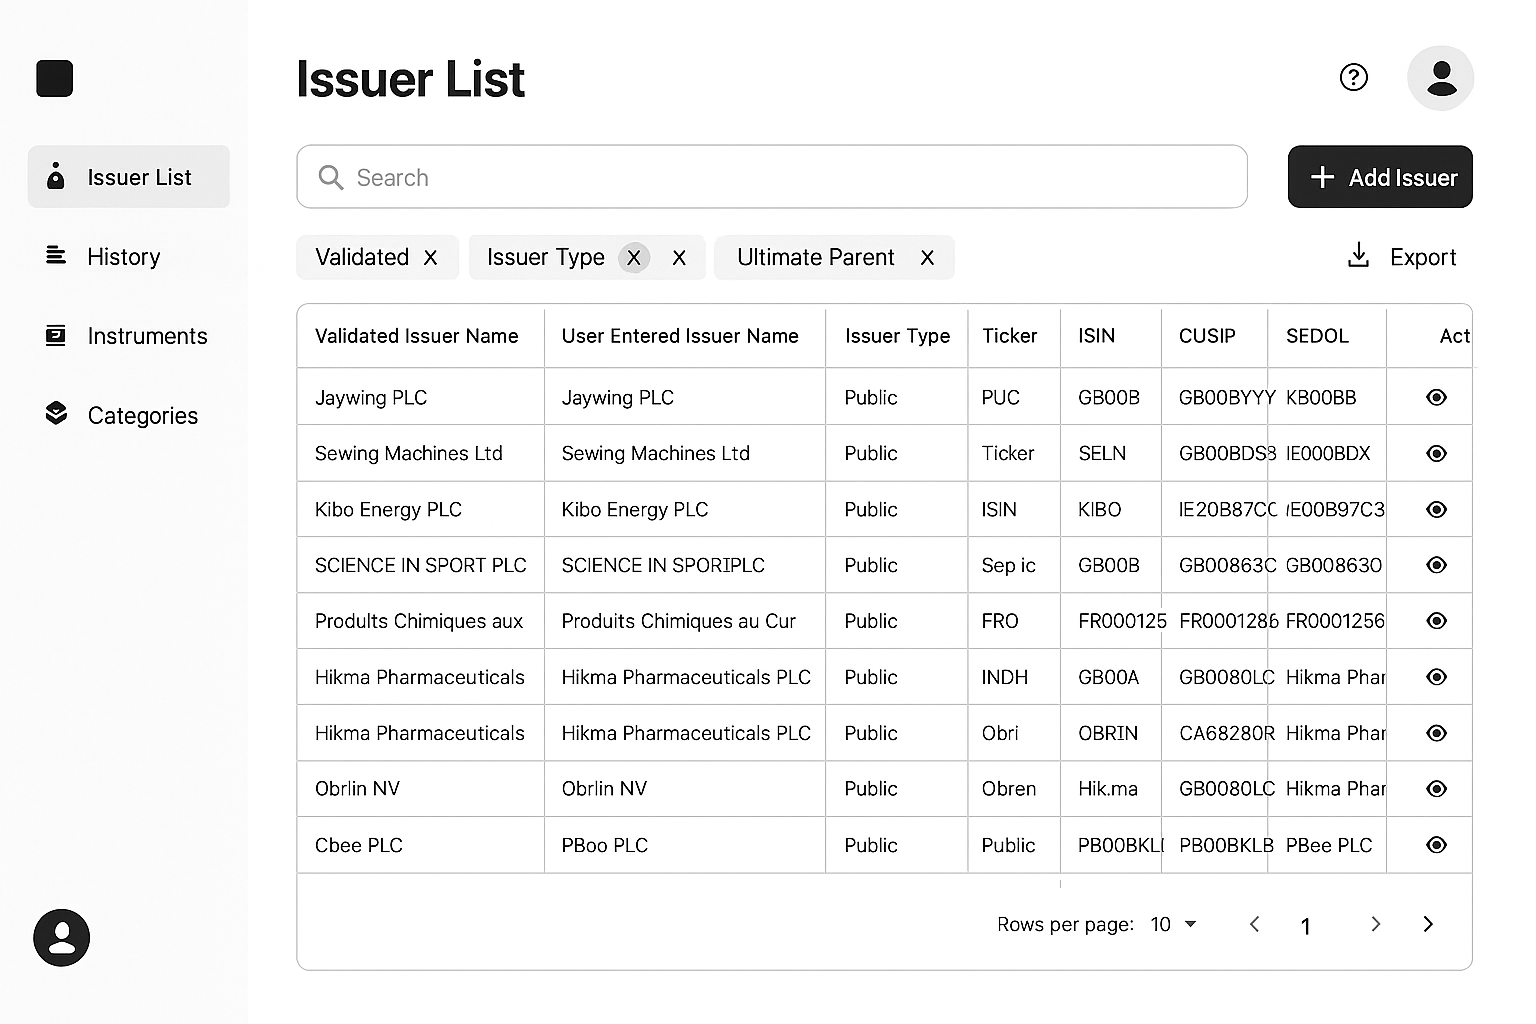 Issuer List
Issuer List
History
Instruments
Categories
Search
+ Add Issuer
Validated X Issuer Type X X Ultimate Parent X
Export
Validated Issuer Name User Entered Issuer Name Issuer Type Ticker ISIN CUSIP SEDOL Act
Jaywing PLC Jaywing PLC Public PUC GB00B GB00BYYY KB00BB
Sewing Machines Ltd Sewing Machines Ltd Public Ticker SELN GB00BDS8 IE000BDX
Kibo Energy PLC Kibo Energy PLC Public ISIN KIBO IE20B87CC IE00B97C3
SCIENCE IN SPORT PLC SCIENCE IN SPORIPLC Public Sep ic GB00B GB00863C GB00863O
Prodults Chimiques aux Produits Chimiques au Cur Public FRO FR000125 FR0001286 FR0001256
Hikma Pharmaceuticals Hikma Pharmaceuticals PLC Public INDH GB00A GB0080LC Hikma Phar
Hikma Pharmaceuticals Hikma Pharmaceuticals PLC Public Obri OBRIN CA68280R Hikma Phar
Obrlin NV Obrlin NV Public Obren Hik.ma GB0080LC Hikma Phar
Cbee PLC PBoo PLC Public Public PB00BKL PB00BKLB PBee PLC
Rows per page: 10 1